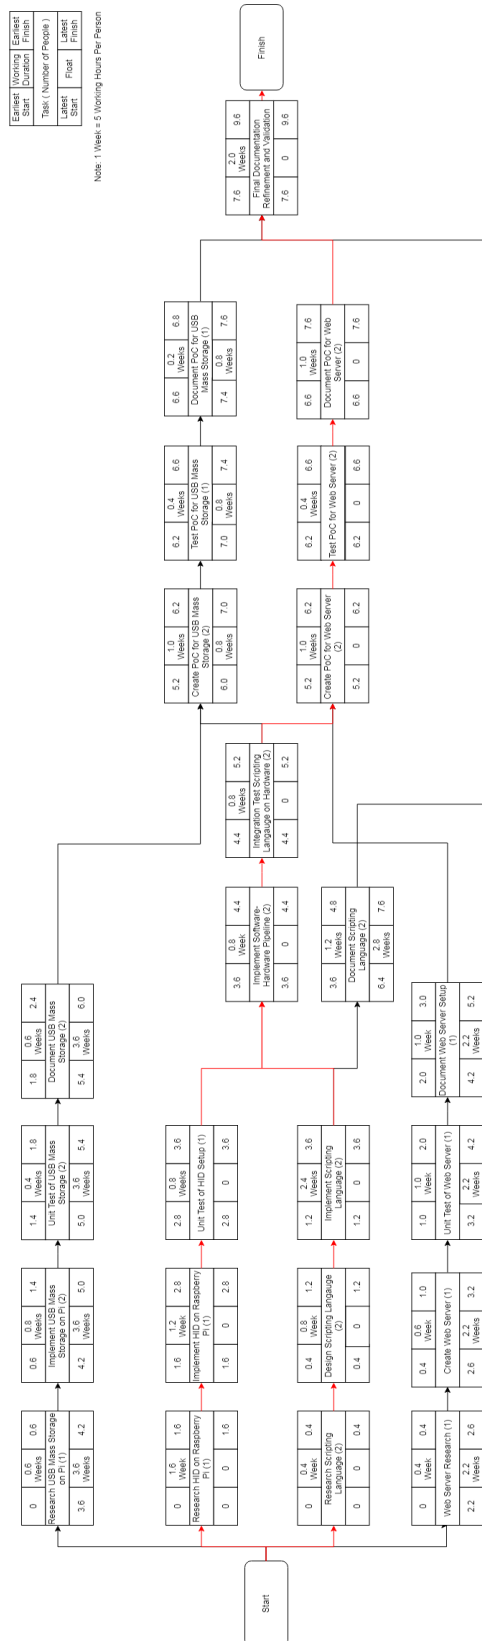 Earliest Start
Working Duration
Earliest Finish
Task ( Number of People )
Latest Start
Float
Latest Finish
Note: 1 Week = 5 Working Hours Per Person
Start
0
0.6
Weeks
0.6
Research USB Mass Storage
on Pi (1)
3.6
3.6
Weeks
4.2
0.6
0.8
Weeks
1.4
Implement USB Mass
Storage on Pi (2)
4.2
3.6
Weeks
5.0
1.4
0.4
Weeks
1.8
Unit Test of USB Mass
Storage (2)
5.0
3.6
Weeks
5.4
1.8
0.6
Weeks
2.4
Document USB Mass
Storage (2)
5.4
3.6
Weeks
6.0
0
1.6
Week
1.6
Research HID on Raspberry
Pi (1)
0
0
1.6
1.6
1.2
Week
2.8
Implement HID on Raspberry
Pi (1)
1.6
0
2.8
2.8
0.8
Weeks
3.6
Unit Test of HID Setup (1)
2.8
0
3.6
0
0.4
Weeks
0.4
Research Scripting
Language (2)
0
0
0.4
0.4
0.8
Week
1.2
Design Scripting Langauge
(2)
0.4
0
1.2
1.2
2.4
Weeks
3.6
Implement Scripting
Language (2)
1.2
0
3.6
0
0.4
Week
0.4
Web Server Research (1)
2.2
2.2
Weeks
2.6
0.4
0.6
Week
1.0
Create Web Server (1)
2.6
2.2
Weeks
3.2
1.0
1.0
Week
2.0
Unit Test of Web Server (1)
3.2
2.2
Weeks
4.2
2.0
1.0
Week
3.0
Document Web Server Setup
(1)
4.2
2.2
Weeks
5.2
3.6
0.8
Week
4.4
Implement Software-
Hardware Pipeline (2)
3.6
0
4.4
3.6
1.2
Weeks
4.8
Document Scripting
Language (2)
6.4
2.8
Weeks
7.6
4.4
0.8
Weeks
5.2
Integration Test Scripting
Langauge on Hardware (2)
4.4
0
5.2
5.2
1.0
Weeks
6.2
Create PoC for USB Mass
Storage (2)
6.0
0.8
Weeks
7.0
6.2
0.4
Weeks
6.6
Test PoC for USB Mass
Storage (1)
7.0
0.8
Weeks
7.4
6.6
0.2
Weeks
6.8
Document PoC for USB
Mass Storage (1)
7.4
0.8
Weeks
7.6
5.2
1.0
Weeks
6.2
Create PoC for Web Server
(2)
5.2
0
6.2
6.2
0.4
Weeks
6.6
Test PoC for Web Server (2)
6.2
0
6.6
6.6
1.0
Weeks
7.6
Document PoC for Web
Server (2)
6.6
0
7.6
7.6
2.0
Weeks
9.6
Final Documentation
Refinement and Validation
7.6
0
9.6
Finish